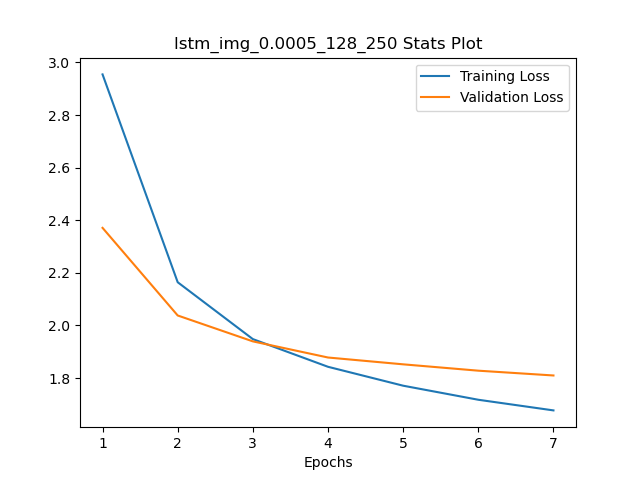 lstm_img_0.0005_128_250 Stats Plot
Training Loss
Validation Loss
3.0
2.8
2.6
2.4
2.2
2.0
1.8
1 2 3 4 5 6 7
Epochs